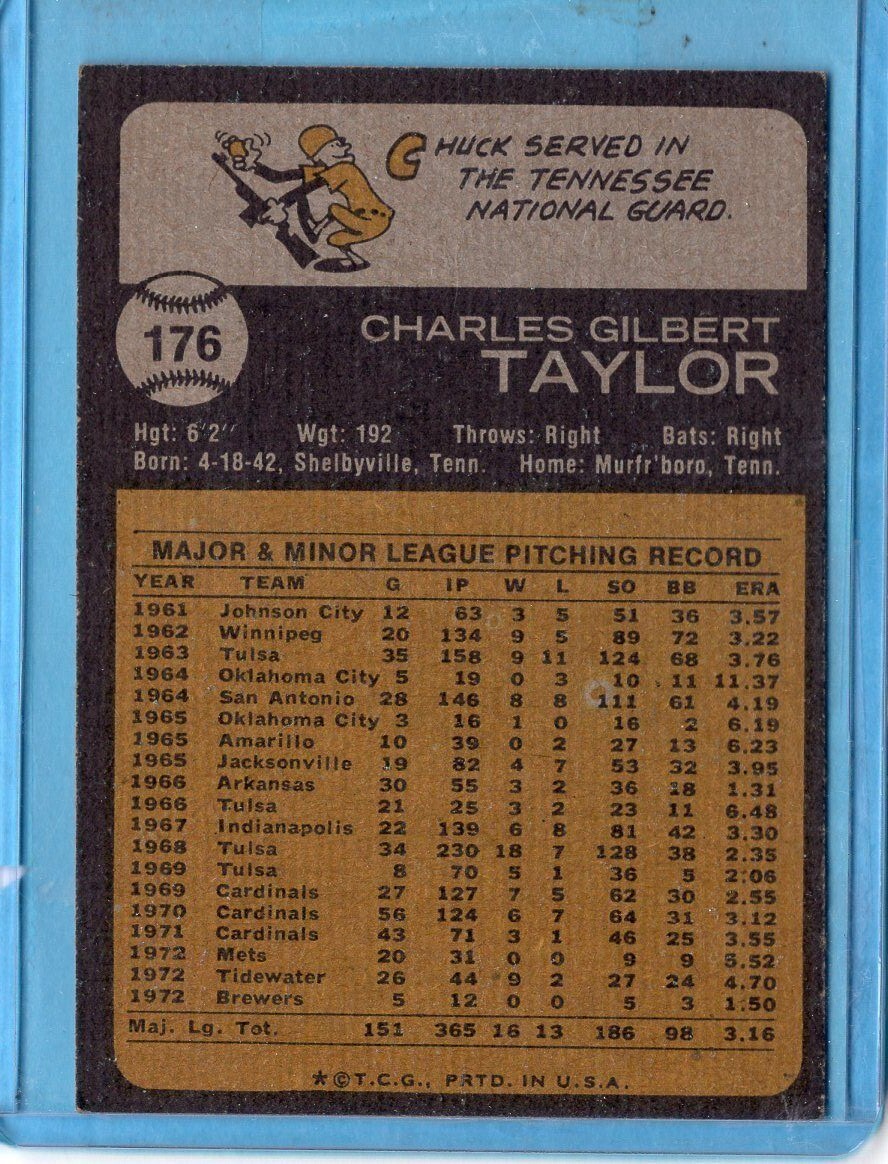 CHUCK SERVED IN
THE TENNESSEE
NATIONAL GUARD.
176
CHARLES GILBERT
TAYLOR
Hgt: 6'2" Wgt: 192 Throws: Right Bats: Right
Born: 4-18-42, Shelbyville, Tenn. Home: Murfr'boro, Tenn.
MAJOR & MINOR LEAGUE PITCHING RECORD
YEAR TEAM G IP W L SO BB ERA
1961 Johnson City 12 63 3 5 51 36 3.57
1962 Winnipeg 20 134 9 5 89 72 3.22
1963 Tulsa 35 158 9 11 124 68 3.76
1964 Oklahoma City 5 19 0 3 10 11 11.37
1964 San Antonio 28 146 8 8 111 61 4.19
1965 Oklahoma City 3 16 1 0 16 2 6.19
1965 Amarillo 10 39 0 2 27 13 6.23
1965 Jacksonville 19 82 4 7 53 32 3.95
1966 Arkansas 30 55 3 2 36 18 1.31
1966 Tulsa 21 25 3 2 23 11 6.48
1967 Indianapolis 22 139 6 8 81 42 3.30
1968 Tulsa 34 230 18 7 128 38 2.35
1969 Tulsa 8 70 5 1 36 5 2.06
1969 Cardinals 27 127 7 5 62 30 2.55
1970 Cardinals 56 124 6 7 64 31 3.12
1971 Cardinals 43 71 3 1 46 25 3.55
1972 Mets 20 31 0 0 9 9 5.52
1972 Tidewater 26 44 9 2 27 24 4.70
1972 Brewers 5 12 0 0 5 3 1.50
Maj. Lg. Tot. 151 365 16 13 186 98 3.16
*©T.C.G., PRTD. IN U.S.A.